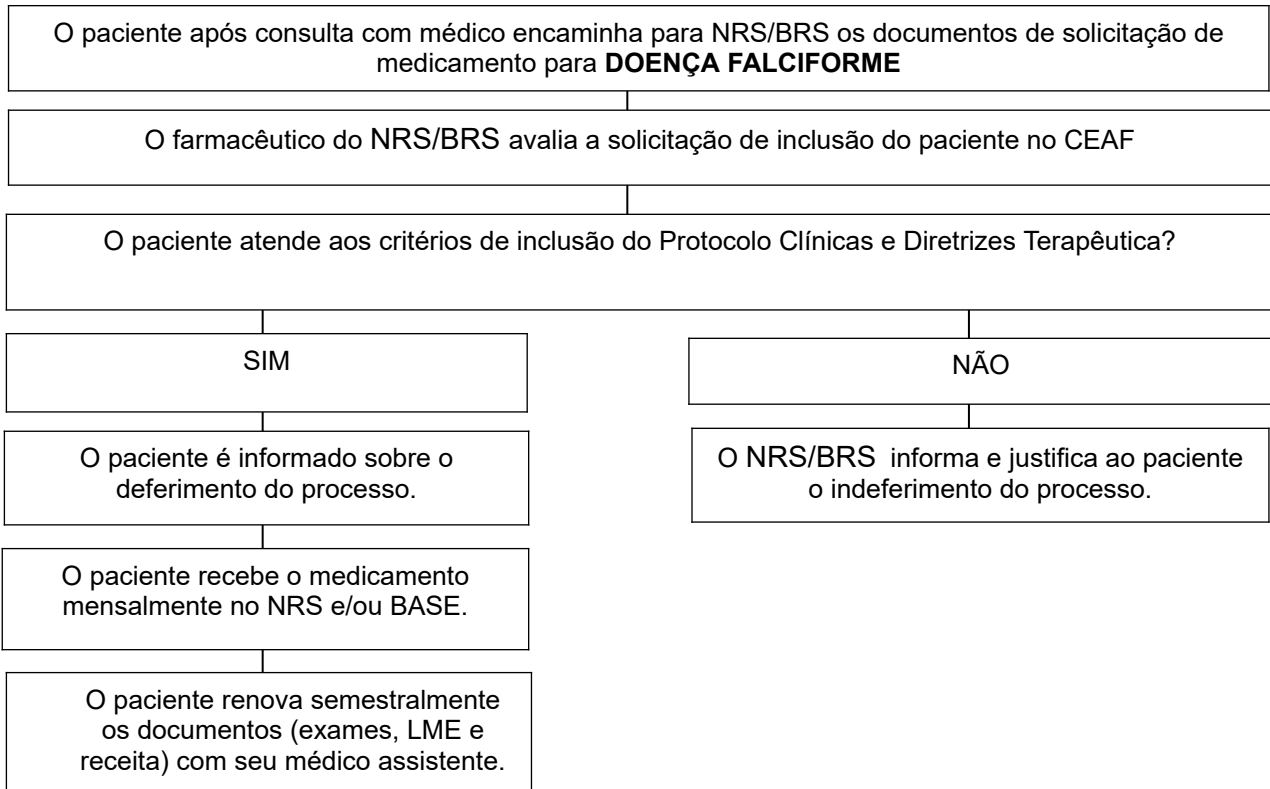 O paciente após consulta com médico encaminha para NRS/BRS os documentos de solicitação de
medicamento para DOENÇA FALCIFORME
O farmacêutico do NRS/BRS avalia a solicitação de inclusão do paciente no CEAF
O paciente atende aos critérios de inclusão do Protocolo Clínicas e Diretrizes Terapêutica?
SIM
NÃO
O paciente é informado sobre o
deferimento do processo.
O NRS/BRS informa e justifica ao paciente
o indeferimento do processo.
O paciente recebe o medicamento
mensalmente no NRS e/ou BASE.
O paciente renova semestralmente
os documentos (exames, LME e
receita) com seu médico assistente.